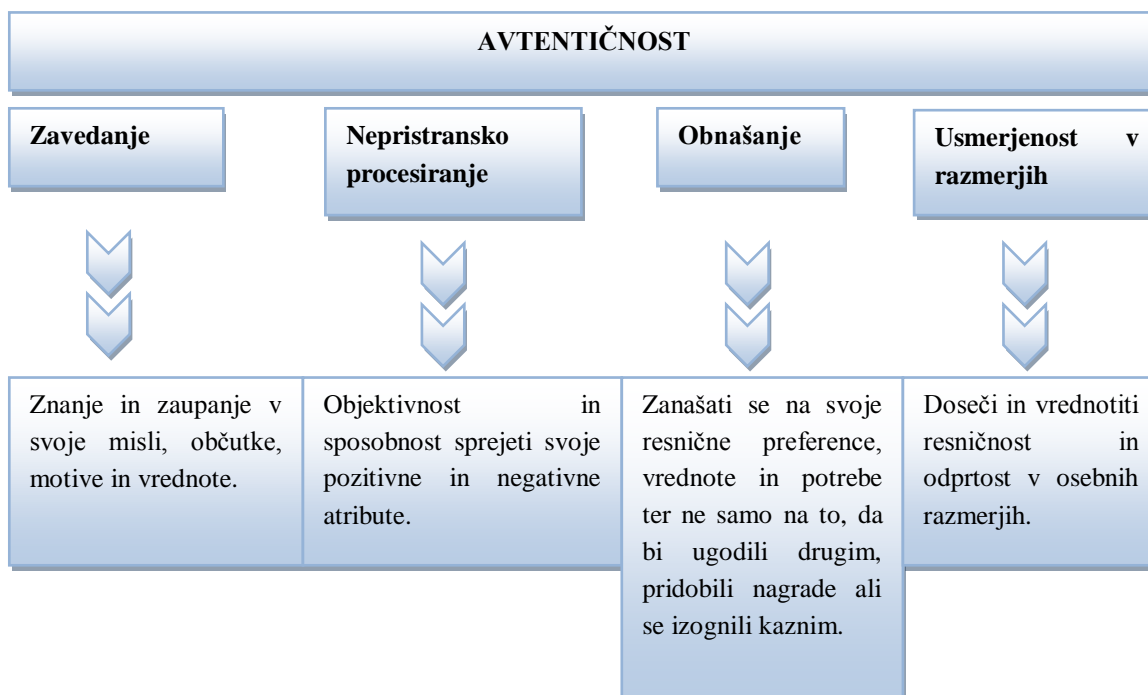 AVTENTIČNOST
Zavedanje
Nepristransko
procesiranje
Obnašanje
Usmerjenost v
razmerjih
Znanje in zaupanje v
svoje misli, občutke,
motive in vrednote.
Objektivnost in
sposobnost sprejeti svoje
pozitivne in negativne
atribute.
Zanašati se na svoje
resnične preference,
vrednote in potrebe
ter ne samo na to, da
bi ugodili drugim,
pridobili nagrade ali
se izognili kaznim.
Doseči in vrednotiti
resničnost in
odprtost v osebnih
razmerjih.